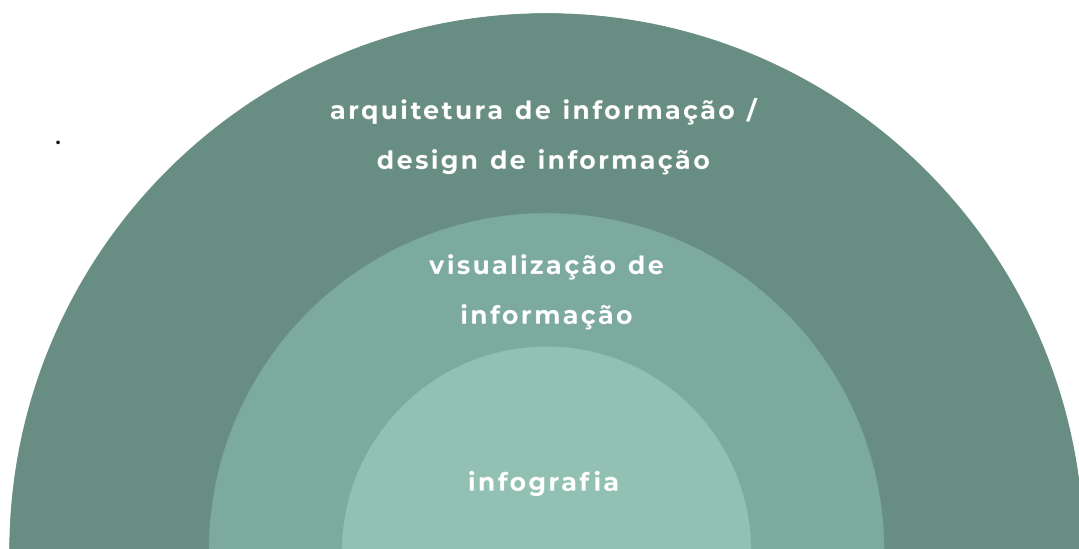 arquitetura de informação /
design de informação
visualização de
informação
infografia